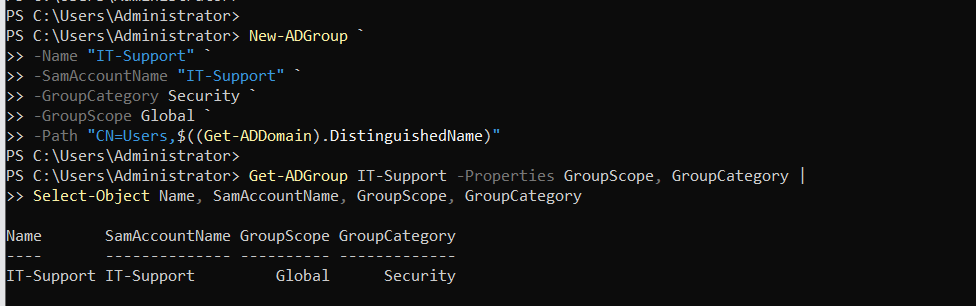 PS C:\Users\Administrator>
PS C:\Users\Administrator> New-ADGroup `
>> -Name "IT-Support" `
>> -SamAccountName "IT-Support" `
>> -GroupCategory Security `
>> -GroupScope Global `
>> -Path "CN=Users,$((Get-ADDomain).DistinguishedName)"
PS C:\Users\Administrator>
PS C:\Users\Administrator> Get-ADGroup IT-Support -Properties GroupScope, GroupCategory |
>> Select-Object Name, SamAccountName, GroupScope, GroupCategory
Name       SamAccountName GroupScope GroupCategory
----       -------------- ---------- -------------
IT-Support IT-Support         Global      Security